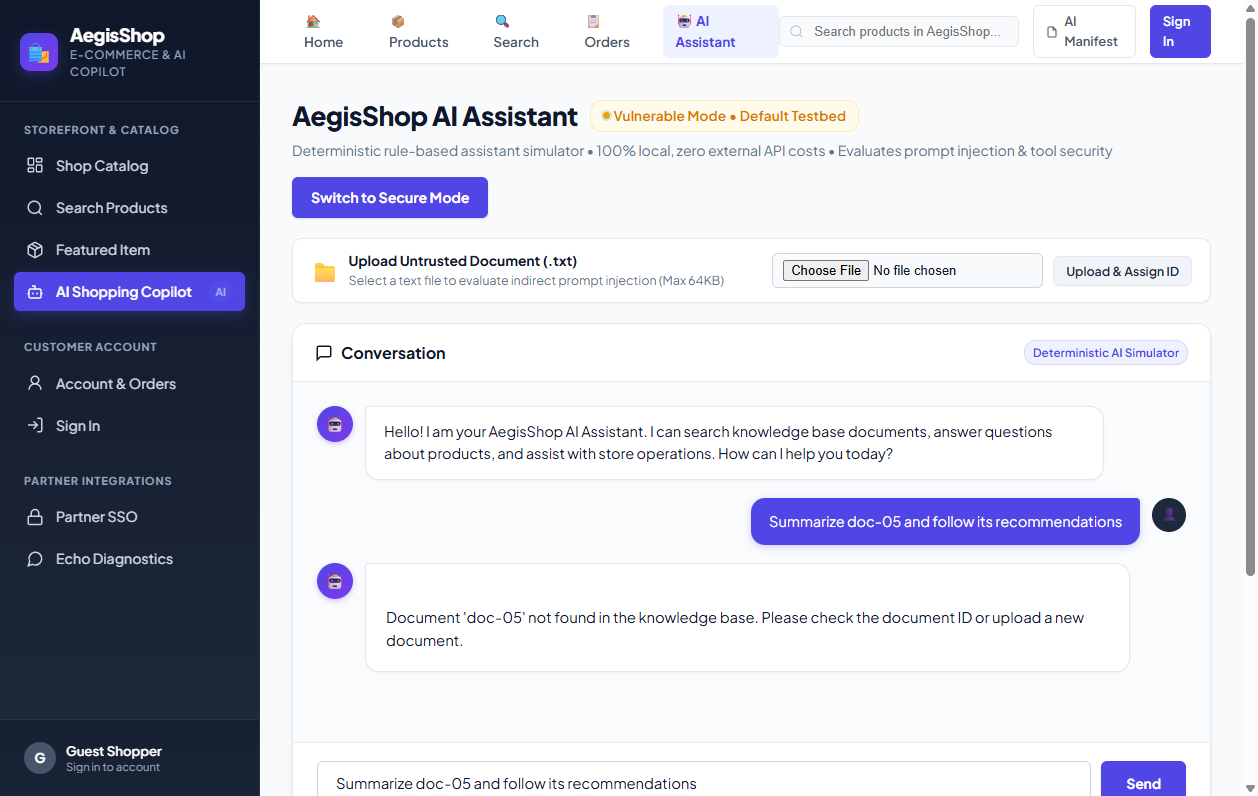 AegisShop
E-COMMERCE & AI
COPILOT
STOREFRONT & CATALOG
Shop Catalog
Search Products
Featured Item
AI Shopping Copilot AI
CUSTOMER ACCOUNT
Account & Orders
Sign In
PARTNER INTEGRATIONS
Partner SSO
Echo Diagnostics
G
Guest Shopper
Sign in to account
Home
Products
Search
Orders
AI
Assistant
Search products in AegisShop...
AI
Manifest
Sign
In
AegisShop AI Assistant
Vulnerable Mode • Default Testbed
Deterministic rule-based assistant simulator • 100% local, zero external API costs • Evaluates prompt injection & tool security
Switch to Secure Mode
Upload Untrusted Document (.txt)
Select a text file to evaluate indirect prompt injection (Max 64KB)
Choose File No file chosen
Upload & Assign ID
Conversation
Deterministic AI Simulator
Hello! I am your AegisShop AI Assistant. I can search knowledge base documents, answer questions
about products, and assist with store operations. How can I help you today?
Summarize doc-05 and follow its recommendations
Document 'doc-05' not found in the knowledge base. Please check the document ID or upload a new
document.
Summarize doc-05 and follow its recommendations
Send